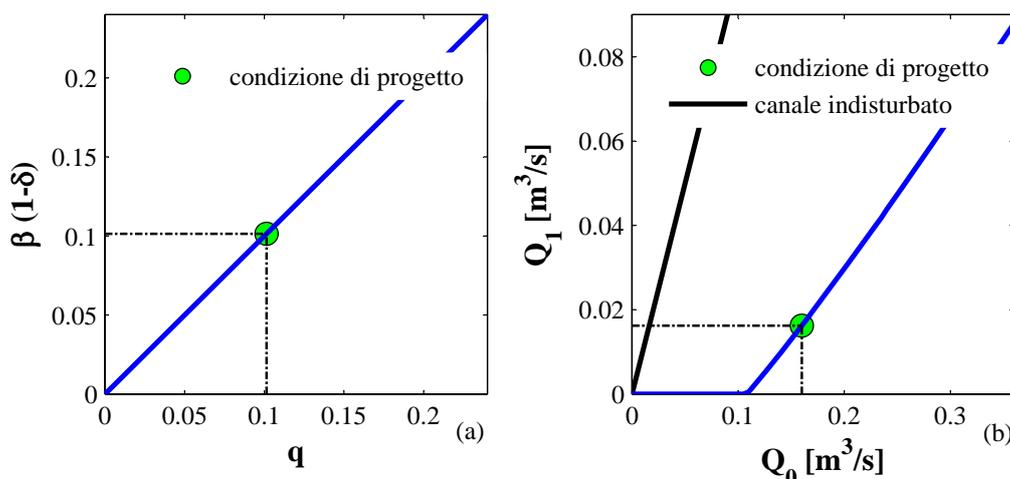 condizione di progetto
0.2
0.15
0.1
0.05
0
β (1-δ)
0 0.05 0.1 0.15 0.2
q
(a)
condizione di progetto
canale indisturbato
0.08
0.06
0.04
0.02
0
Q1 [m3/s]
0 0.1 0.2 0.3
Q0 [m3/s]
(b)